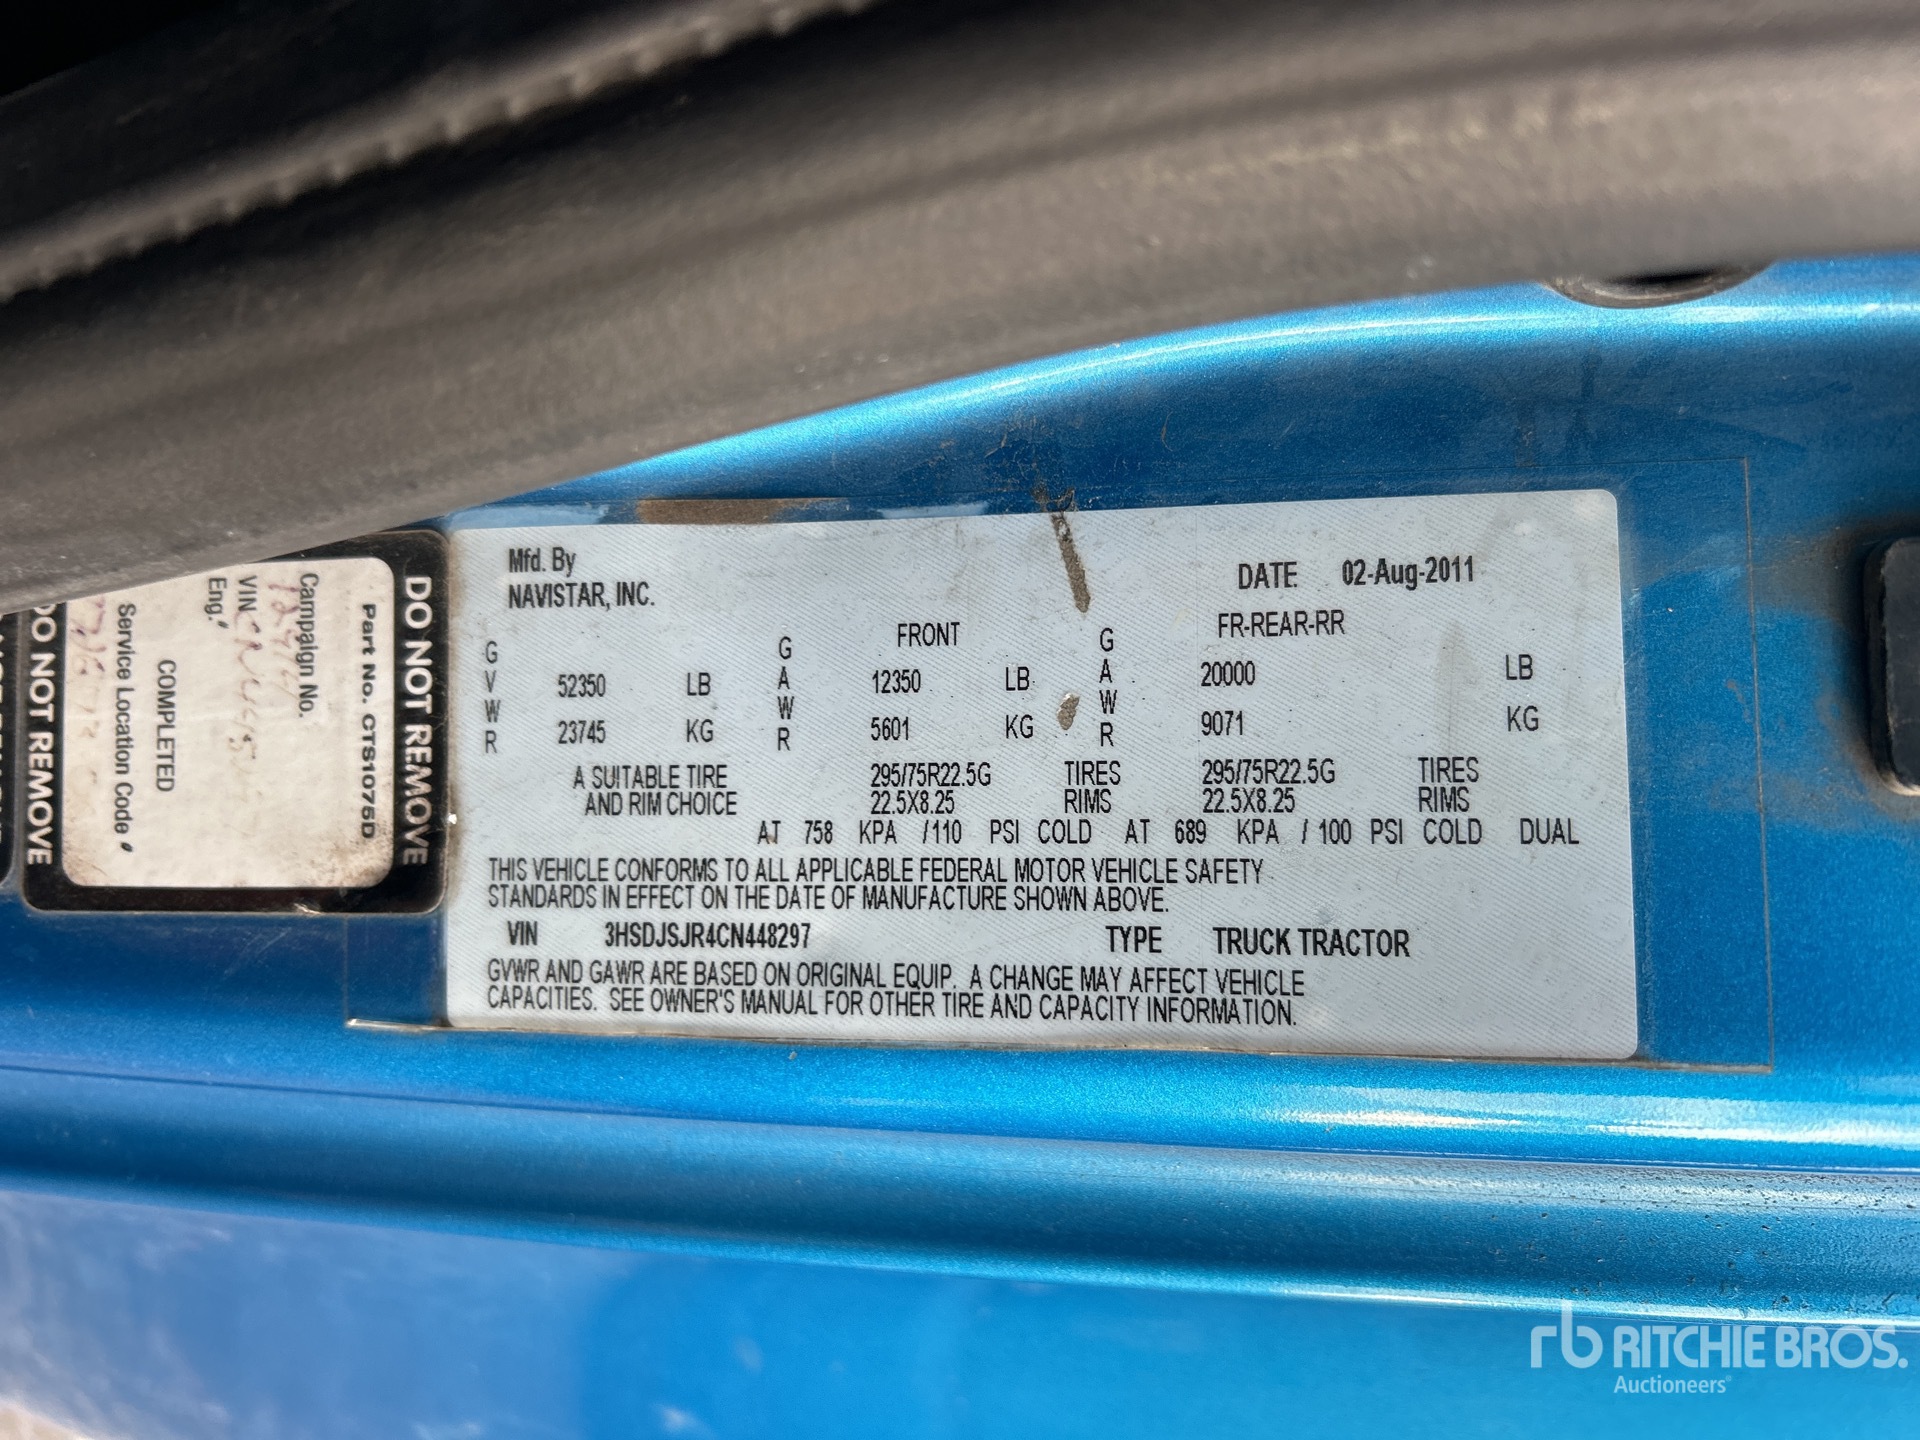 Mfd. By
NAVISTAR, INC.
DATE 02-Aug-2011
GVWR
52350 LB
23745 KG
GAWR
FRONT
12350 LB
5601 KG
GAWR
FR-REAR-RR
20000 LB
9071 KG
A SUITABLE TIRE 295/75R22.5G TIRES 295/75R22.5G TIRES
AND RIM CHOICE 22.5X8.25 RIMS 22.5X8.25 RIMS
AT 758 KPA /110 PSI COLD AT 689 KPA / 100 PSI COLD DUAL
THIS VEHICLE CONFORMS TO ALL APPLICABLE FEDERAL MOTOR VEHICLE SAFETY
STANDARDS IN EFFECT ON THE DATE OF MANUFACTURE SHOWN ABOVE.
VIN 3HSDJSJR4CN448297 TYPE TRUCK TRACTOR
GVWR AND GAWR ARE BASED ON ORIGINAL EQUIP. A CHANGE MAY AFFECT VEHICLE
CAPACITIES. SEE OWNER'S MANUAL FOR OTHER TIRE AND CAPACITY INFORMATION.
DO NOT REMOVE
Part No. CTS1075D
Campaign No.
VIN
Eng.
COMPLETED
Service Location Code
DO NOT REMOVE
rb RITCHIE BROS.
Auctioneers